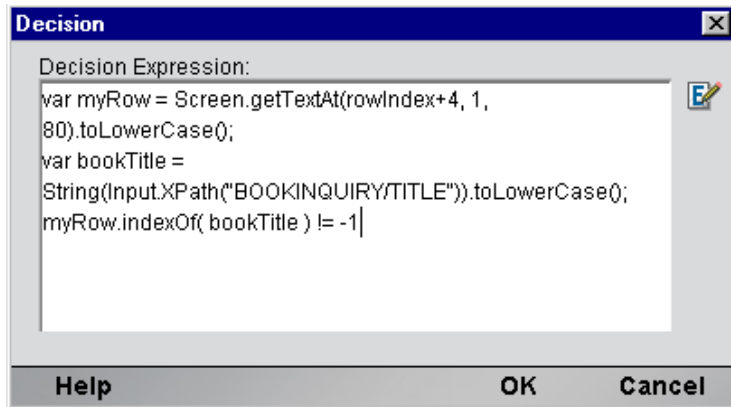 Decision
Decision Expression:
var myRow = Screen.getTextAt(rowIndex+4, 1,
80).toLowerCase();
var bookTitle =
String(Input.XPath("BOOKINQUIRY/TITLE")).toLowerCase();
myRow.indexOf( bookTitle ) != -1
Help OK Cancel